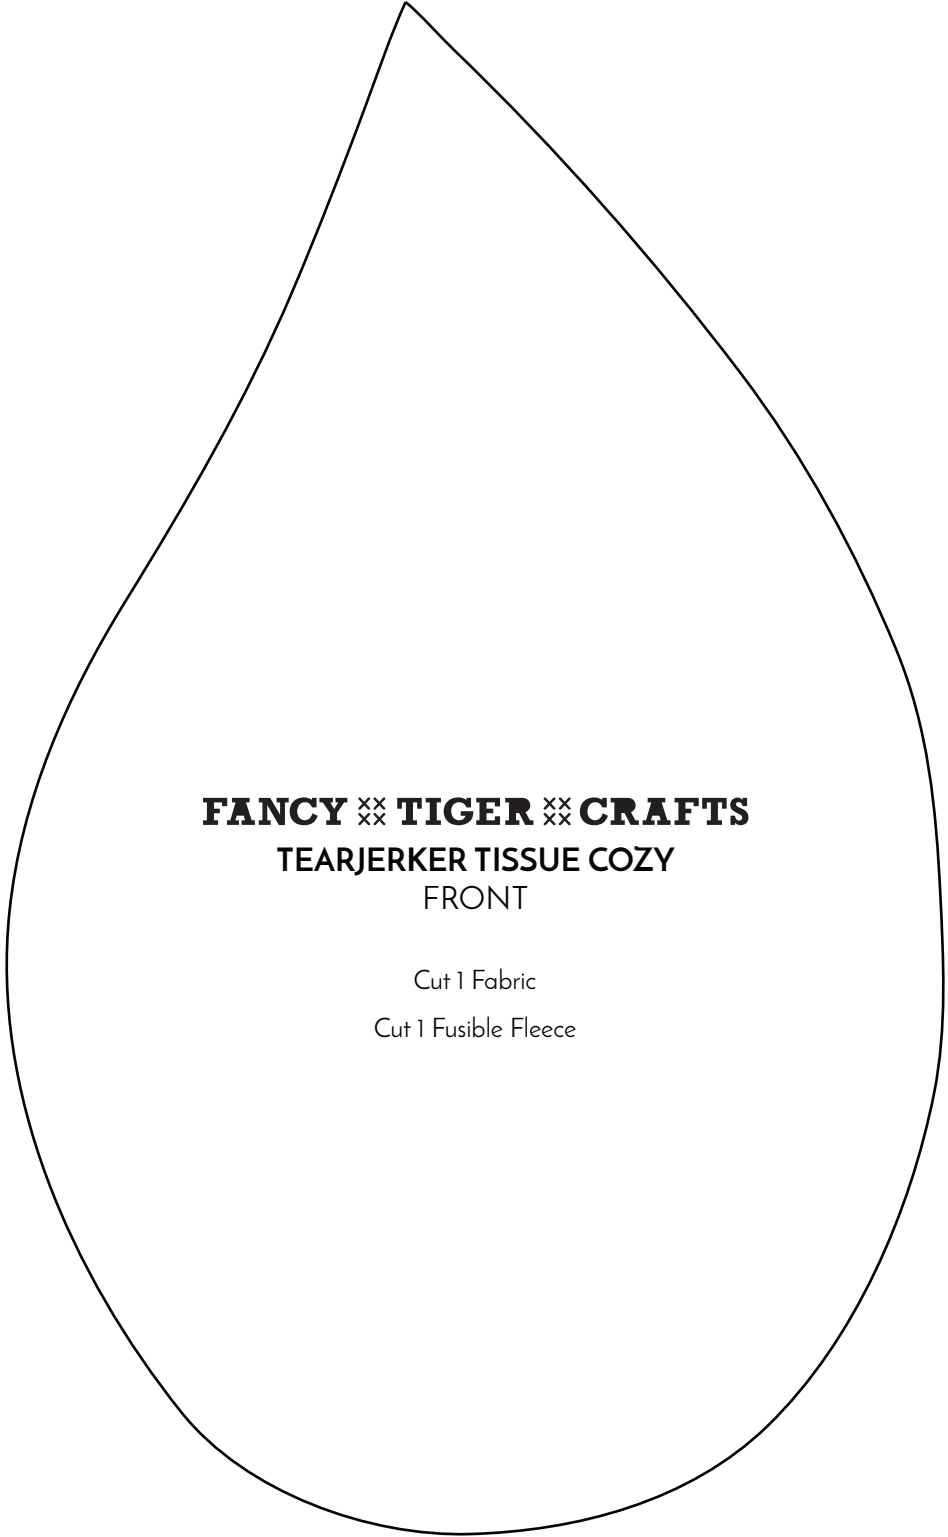 FANCY TIGER CRAFTS
TEARJERKER TISSUE COZY
FRONT
Cut 1 Fabric
Cut 1 Fusible Fleece